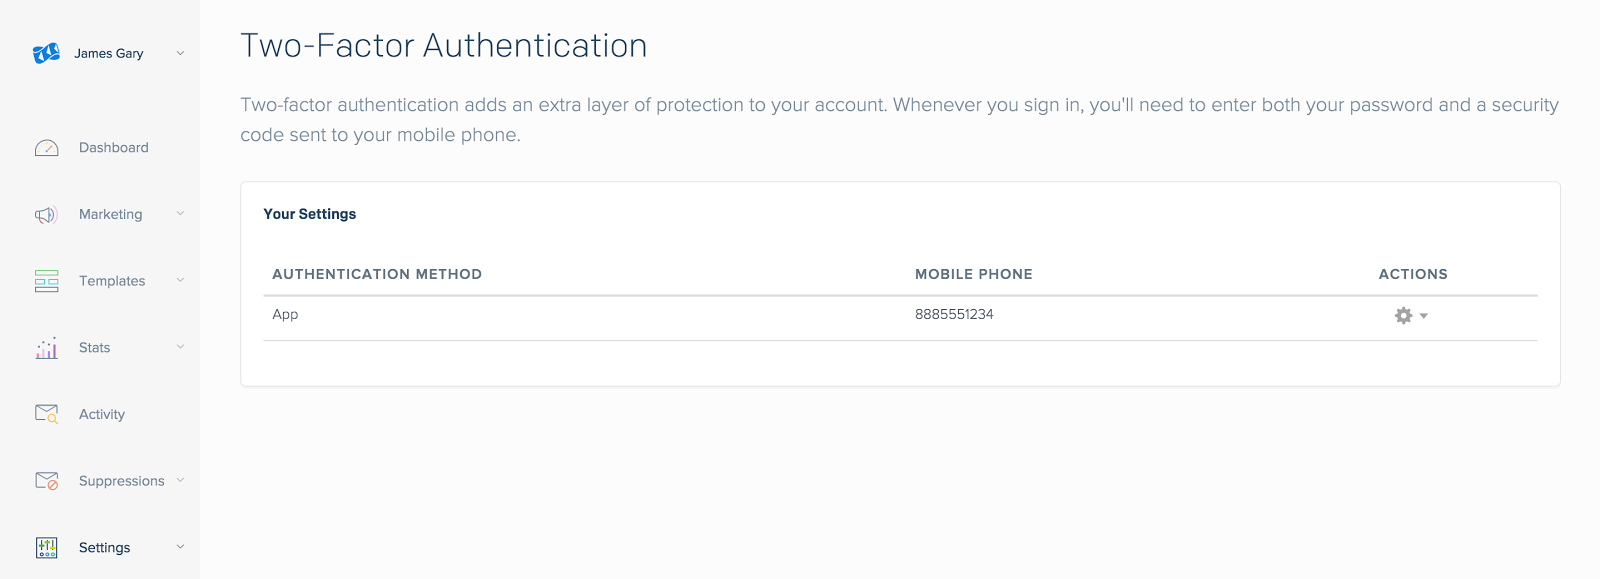 James Gary
Dashboard
Marketing
Templates
Stats
Activity
Suppressions
Settings
Two-Factor Authentication
Two-factor authentication adds an extra layer of protection to your account. Whenever you sign in, you'll need to enter both your password and a security
code sent to your mobile phone.
Your Settings
AUTHENTICATION METHOD MOBILE PHONE ACTIONS
App 8885551234